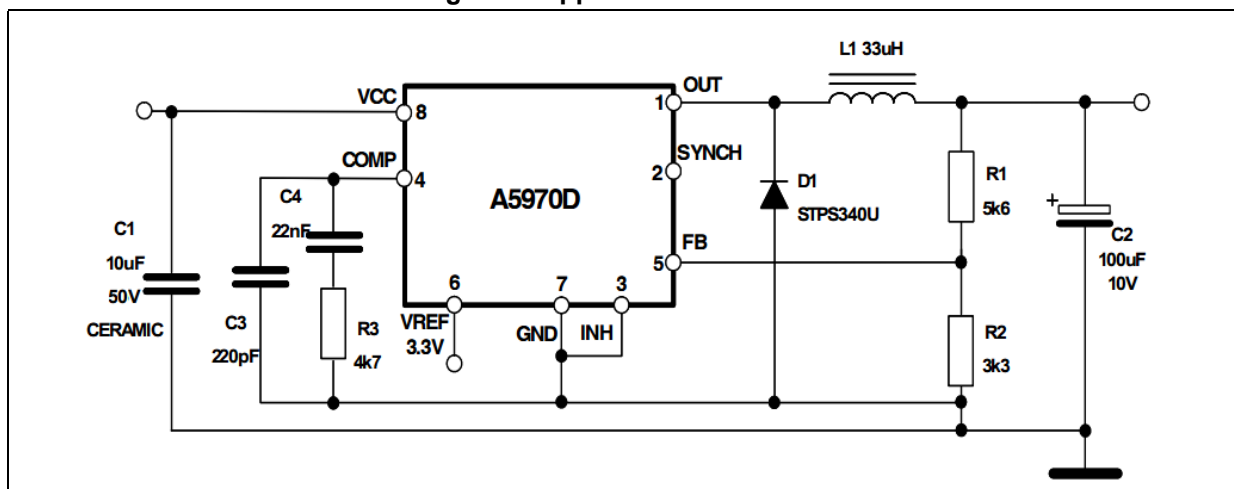 L1 33uH
VCC
8
1
OUT
COMP
4
SYNCH
2
A5970D
C4
22nF
D1
STPS340U
R1
5k6
+
C1
10uF
50V
CERAMIC
FB
5
C2
100uF
10V
6
7
3
C3
220pF
R3
4k7
VREF
3.3V
GND
INH
R2
3k3